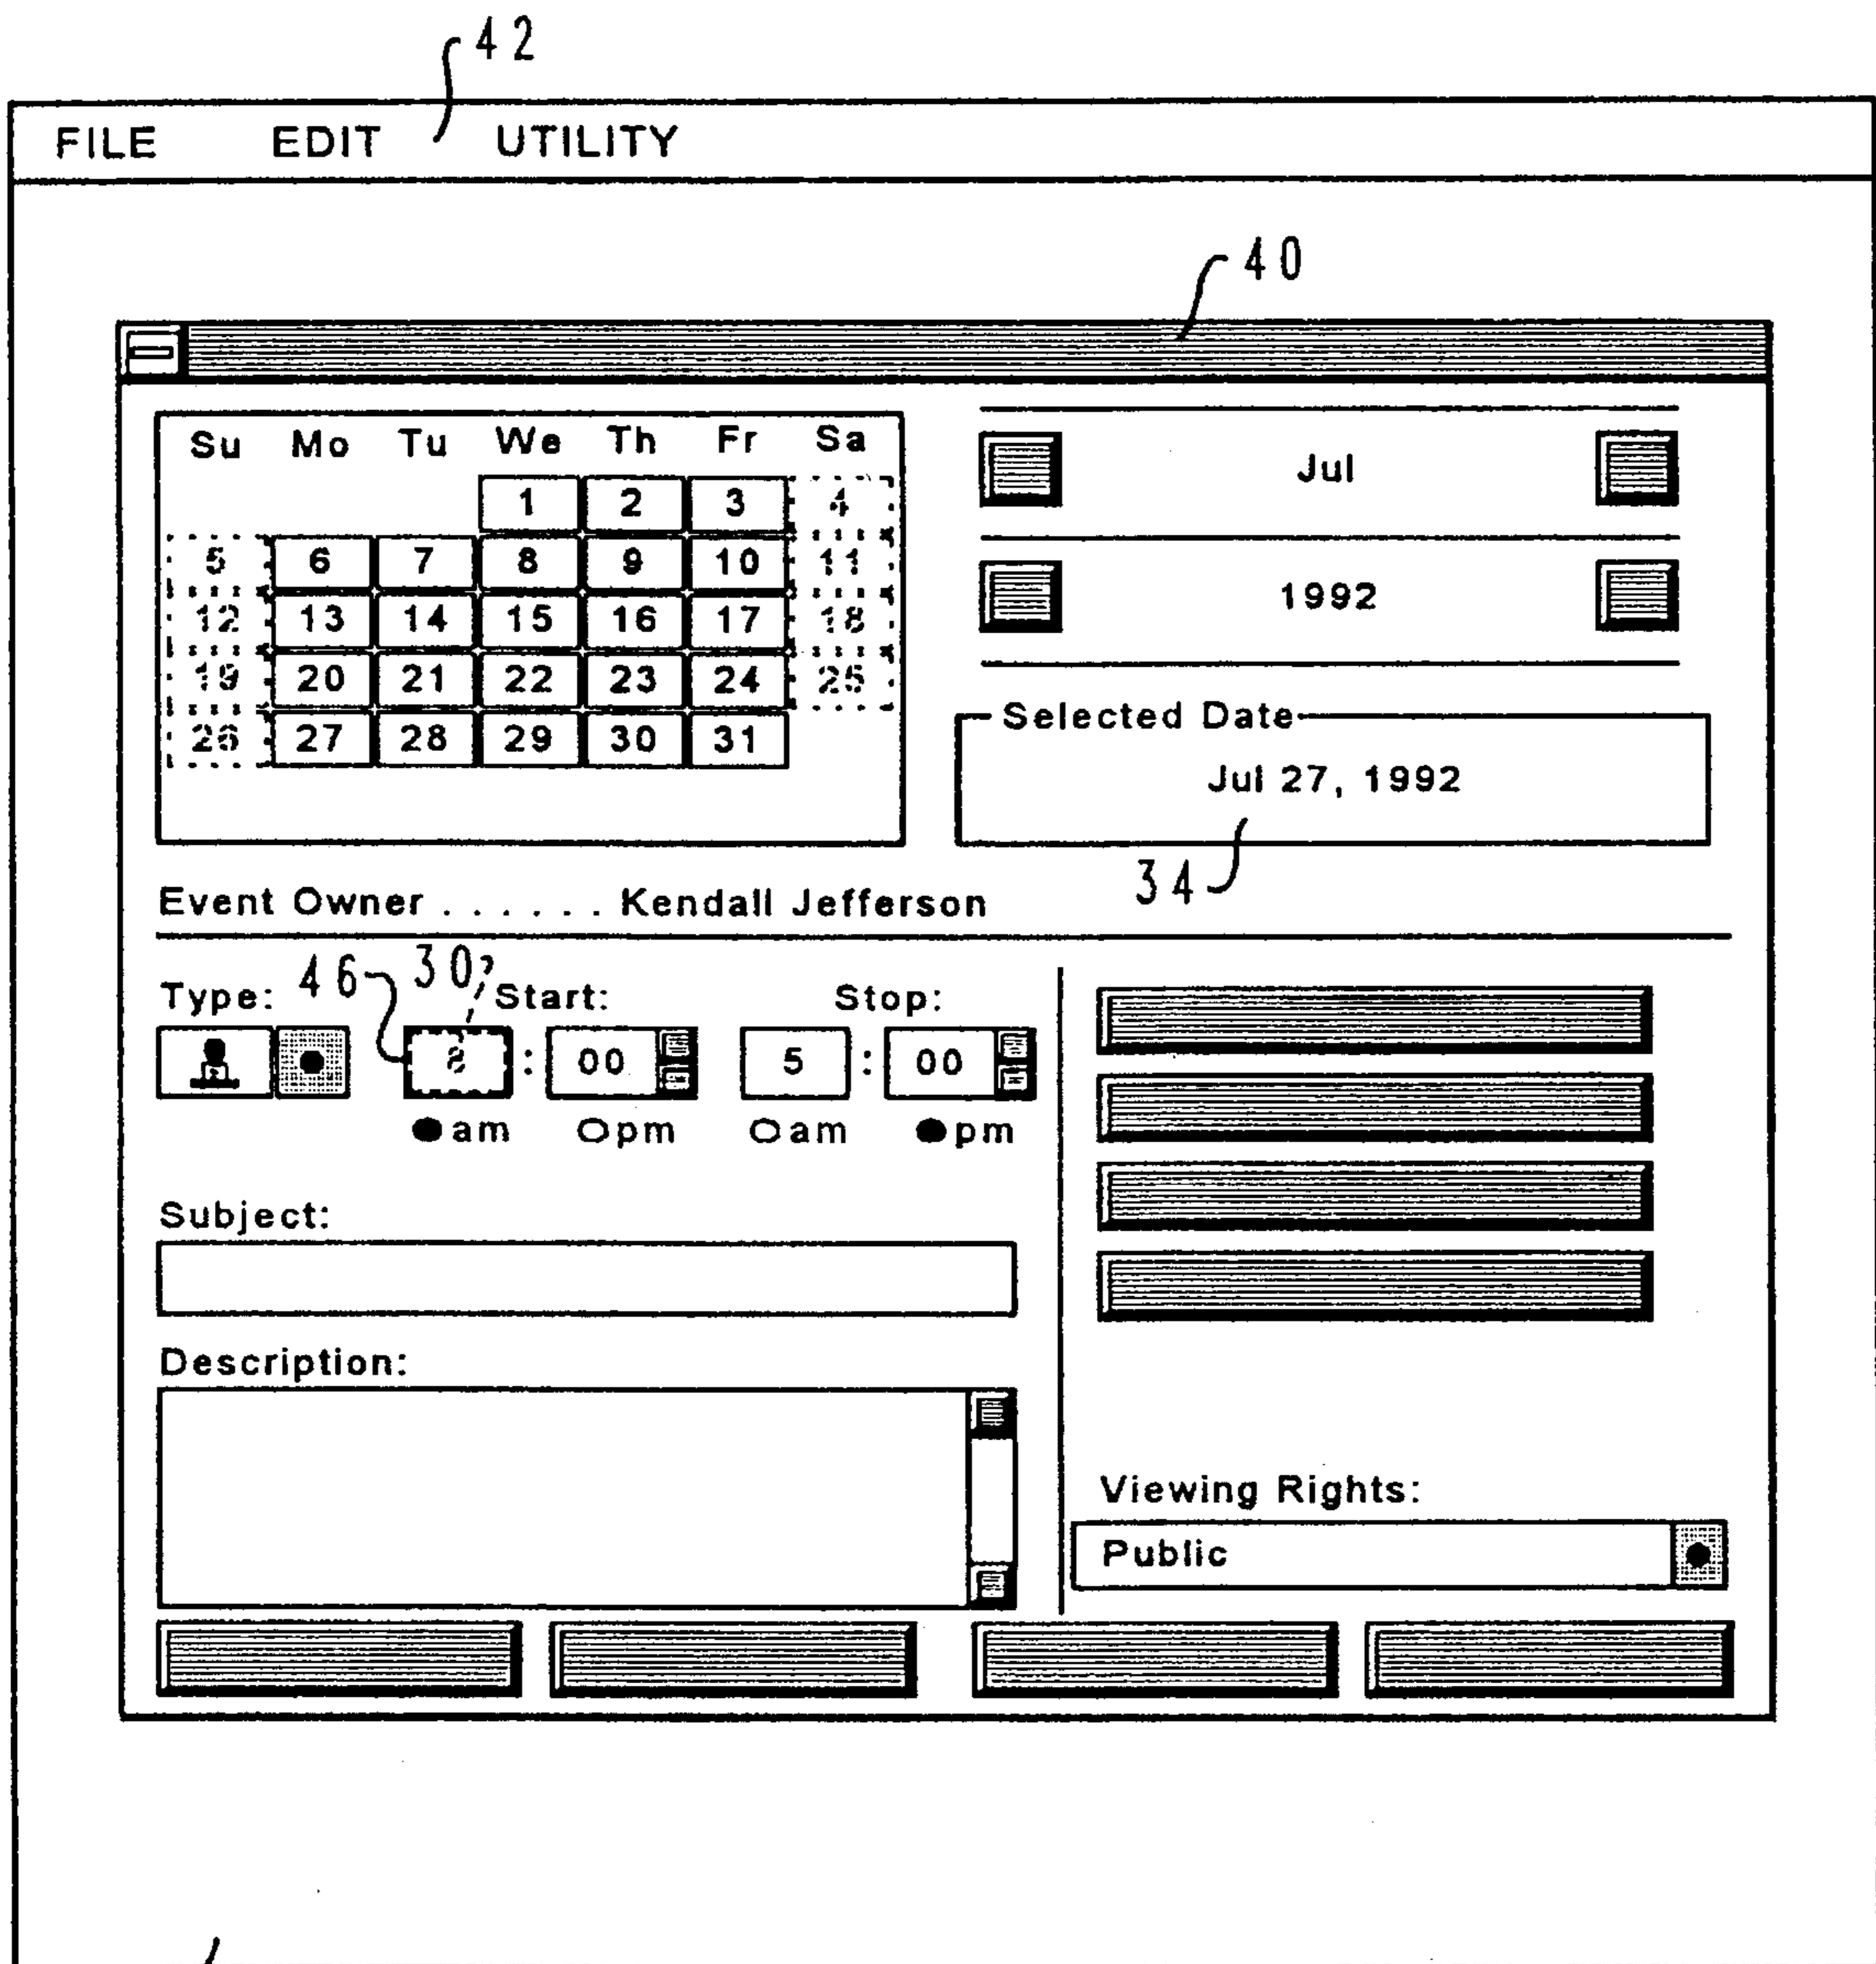 42
FILE EDIT UTILITY
40
Su Mo Tu We Th Fr Sa
1 2 3 4
5 6 7 8 9 10 11
12 13 14 15 16 17 18
19 20 21 22 23 24 25
26 27 28 29 30 31
Jul
1992
Selected Date
Jul 27, 1992
34
Event Owner . . . . . . Kendall Jefferson
46 30
Type: Start: Stop:
8 : 00 5 : 00
am pm am pm
Subject:
Description:
Viewing Rights:
Public